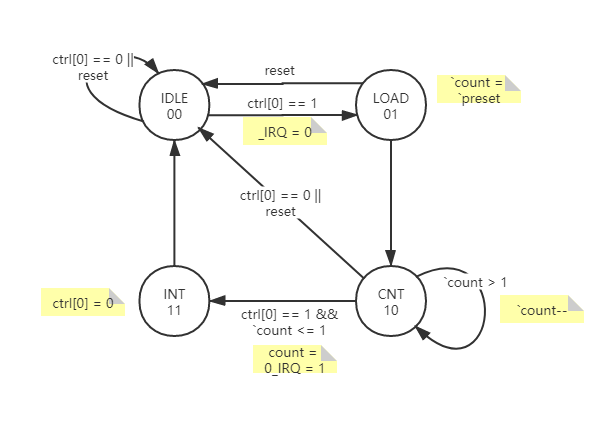 ctrl[0] == 0 ||
reset
IDLE
00
reset
ctrl[0] == 1
_IRQ = 0
LOAD
01
`count =
`preset
ctrl[0] == 0 ||
reset
INT
11
ctrl[0] = 0
ctrl[0] == 1 &&
`count <= 1
count =
0_IRQ = 1
CNT
10
`count > 1
`count--